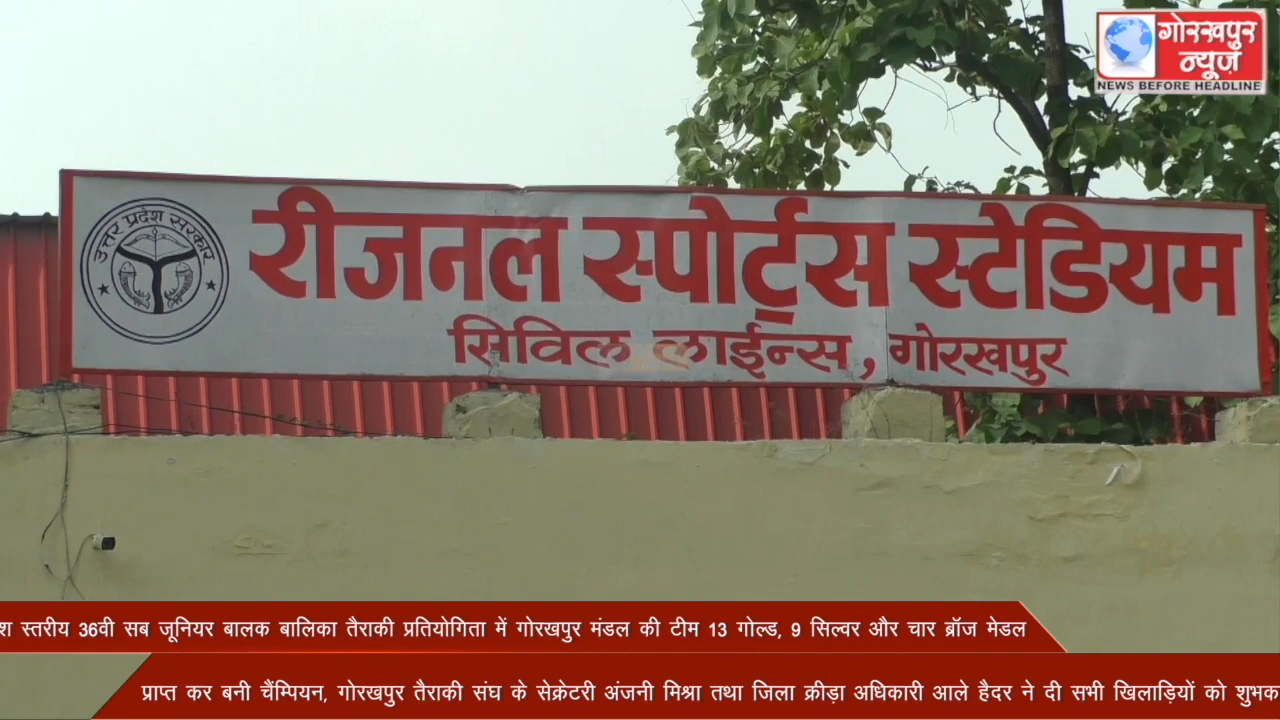 गोरखपुर
न्यूज़
NEWS BEFORE HEADLINE
उत्तर प्रदेश सरकार
रीजनल स्पोर्ट्स स्टेडियम
सिविल लाईन्स, गोरखपुर
स्तरीय 36वी सब जूनियर बालक बालिका तैराकी प्रतियोगिता में गोरखपुर मंडल की टीम 13 गोल्ड, 9 सिल्वर और चार ब्रॉज मेडल
प्राप्त कर बनी चैंम्पियन, गोरखपुर तैराकी संघ के सेक्रेटरी अंजनी मिश्रा तथा जिला क्रीड़ा अधिकारी आले हैदर ने दी सभी खिलाड़ियों को